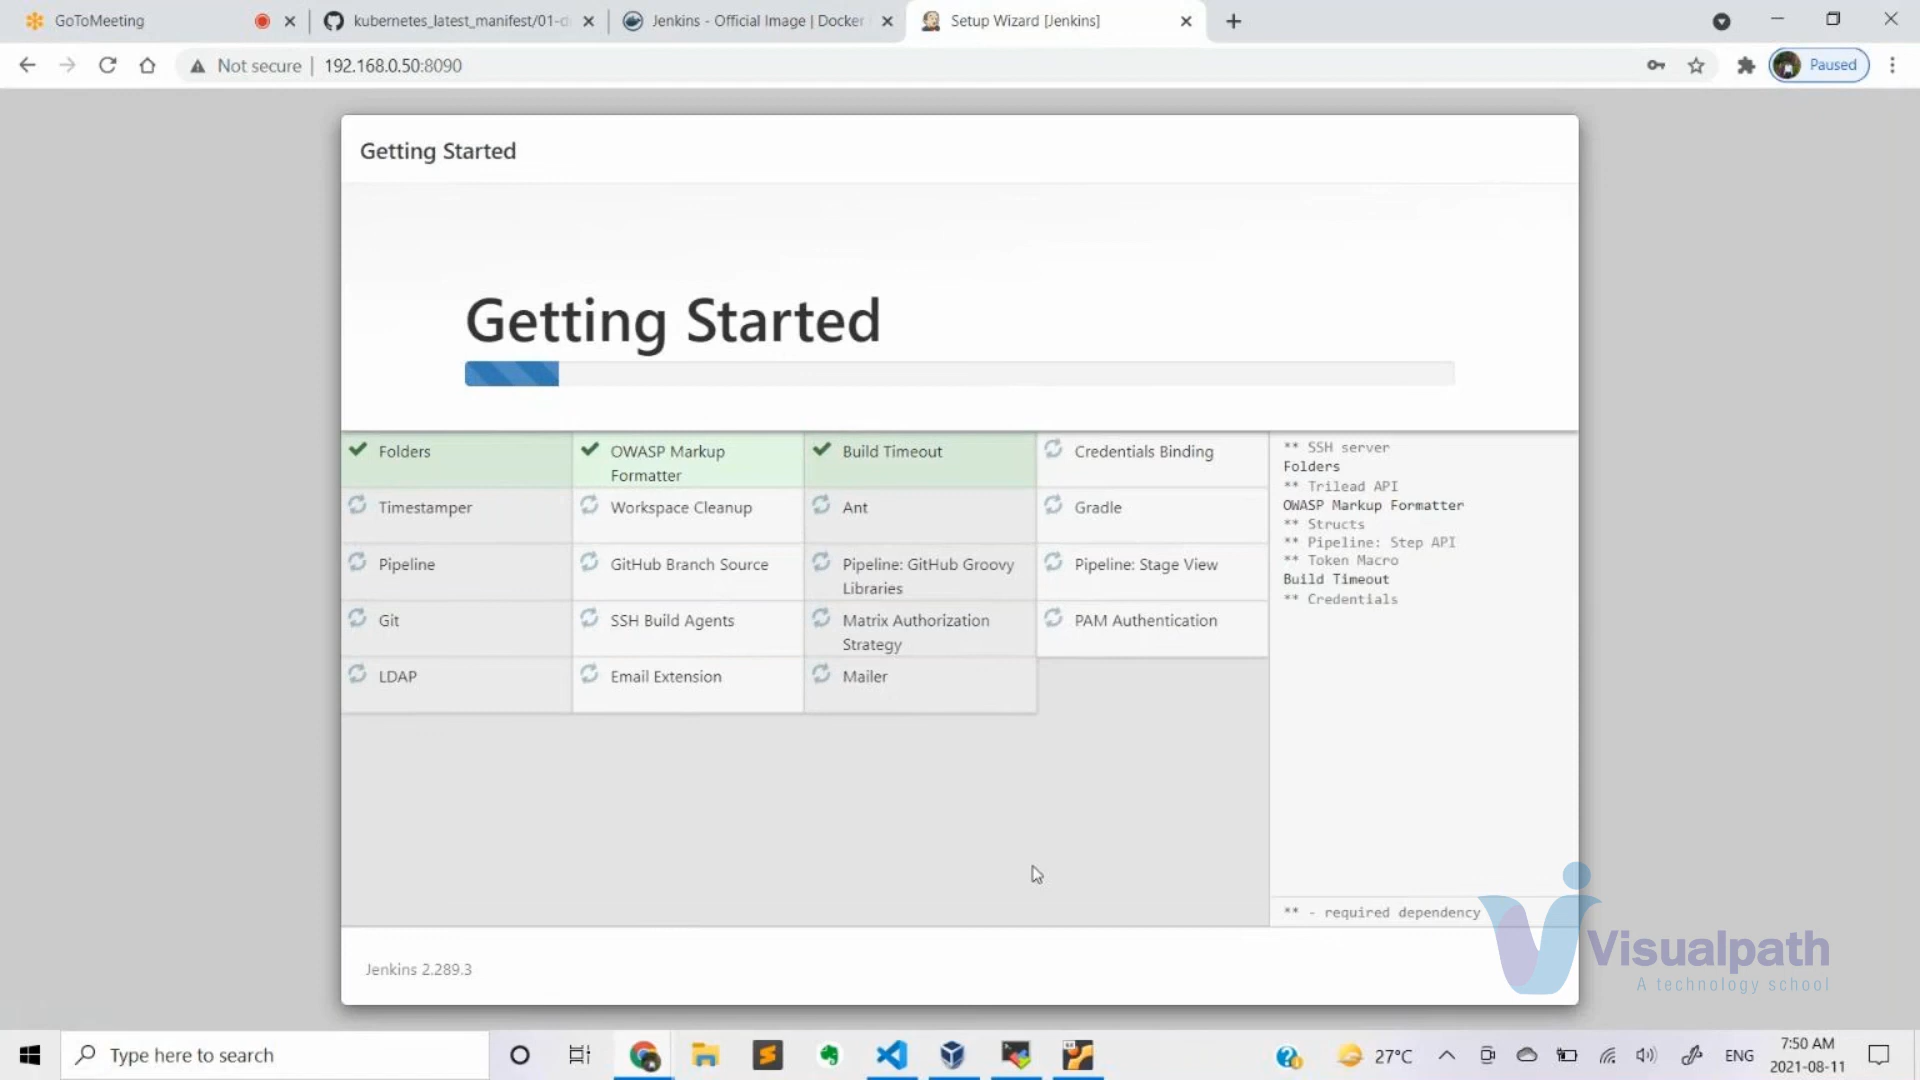 GoToMeeting
kubernetes_latest_manifest/01-d
Jenkins - Official Image | Docker
Setup Wizard [Jenkins]
Not secure
192.168.0.50:8090
Paused
Getting Started
Getting Started
Folders
OWASP Markup
Formatter
Build Timeout
Credentials Binding
Timestamper
Workspace Cleanup
Ant
Gradle
Pipeline
GitHub Branch Source
Pipeline: GitHub Groovy
Libraries
Pipeline: Stage View
Git
SSH Build Agents
Matrix Authorization
Strategy
PAM Authentication
LDAP
Email Extension
Mailer
** SSH server
Folders
** Trilead API
OWASP Markup Formatter
** Structs
** Pipeline: Step API
** Token Macro
Build Timeout
** Credentials
** - required dependency
Jenkins 2.289.3
Visualpath
A technology school
Type here to search
27°C
ENG
7:50 AM
2021-08-11